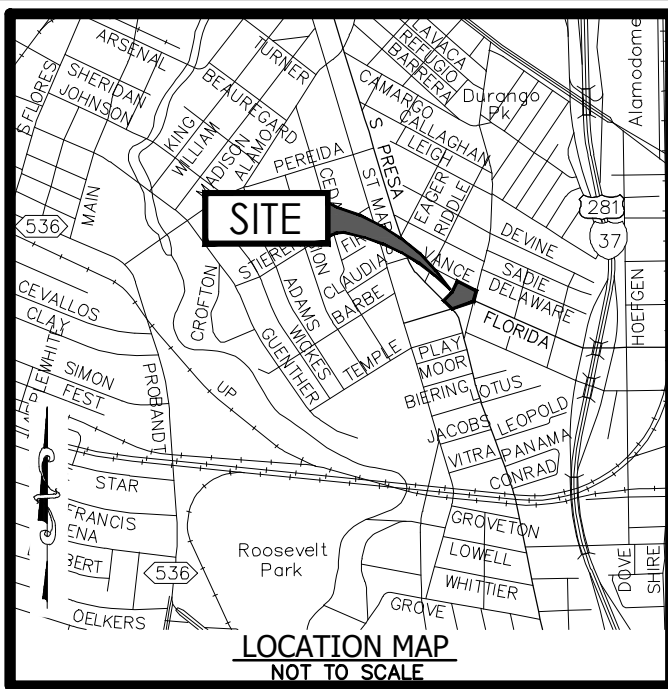 ARSENAL
TURNER
LAVACA
REFUGIO
BARRERA
Alamodome
S FLORES
SHERIDAN
JOHNSON
BEAUREGARD
CAMARGO
Durango
Pk
CALLAGHAN
LEIGH
KING
WILLIAM
MADISON
ALAMO
PEREIDA
S PRESA
EAGER
RIDDLE
MAIN
536
SITE
281
37
DEVINE
SADIE
DELAWARE
VANCE
FLORIDA
HOEFGEN
CLAUDIA
BARBE
ADAMS
WICKES
GUENTHER
TEMPLE
CROFTON
CEVALLOS
CLAY
SIMON
FEST
PROBANDT
UP
PLAY
MOOR
BIERING
LOTUS
JACOBS
LEOPOLD
VITRA
PANAMA
CONRAD
STAR
FRANCIS
ENA
BERT
536
OELKERS
Roosevelt
Park
GROVETON
LOWELL
WHITTIER
GROVE
DOVE
SHIRE
LOCATION MAP
NOT TO SCALE